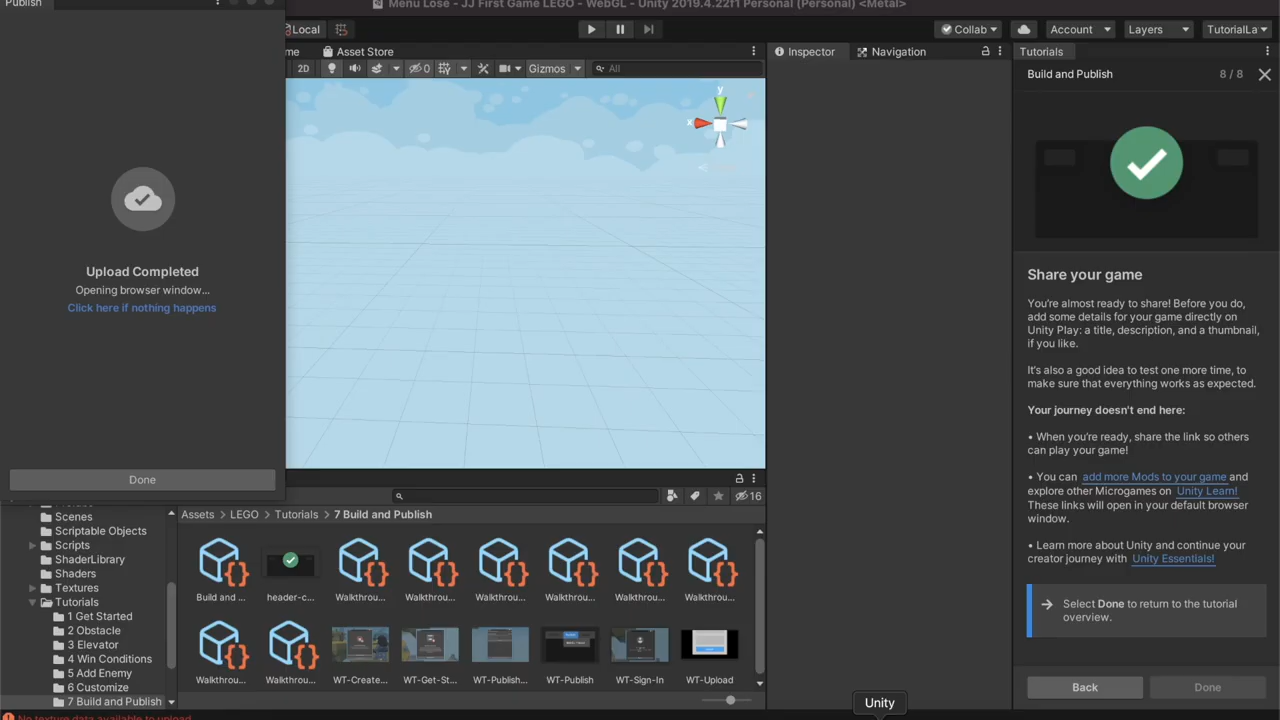 Publish
Menu Lose - JJ First Game LEGO - WebGL - Unity 2019.4.22f1 Personal (Personal) <Metal>
Local
Collab
Account
Layers
TutorialLa
me
Asset Store
Inspector
Navigation
Tutorials
2D
0
Gizmos
All
Build and Publish
8 / 8
y
x
Upload Completed
Opening browser window...
Click here if nothing happens
Done
Share your game
You're almost ready to share! Before you do,
add some details for your game directly on
Unity Play: a title, description, and a thumbnail,
if you like.
It's also a good idea to test one more time, to
make sure that everything works as expected.
Your journey doesn't end here:
• When you're ready, share the link so others
can play your game!
• You can add more Mods to your game and
explore other Microgames on Unity Learn!
These links will open in your default browser
window.
• Learn more about Unity and continue your
creator journey with Unity Essentials!
Select Done to return to the tutorial
overview.
Back
Done
16
Assets
LEGO
Tutorials
7 Build and Publish
Scenes
Scriptable Objects
Scripts
ShaderLibrary
Shaders
Textures
Tutorials
1 Get Started
2 Obstacle
3 Elevator
4 Win Conditions
5 Add Enemy
6 Customize
7 Build and Publish
Build and ...
header-c...
Walkthrou...
Walkthrou...
Walkthrou...
Walkthrou...
Walkthrou...
Walkthrou...
Walkthrou...
Walkthrou...
WT-Create...
WT-Get-St...
WT-Publish...
WT-Publish
WT-Sign-In
WT-Upload
Unity
No texture data available to upload